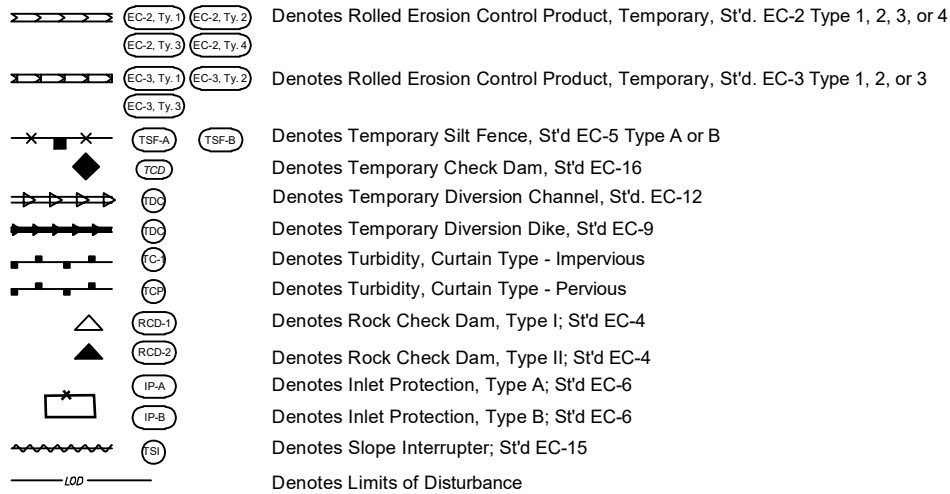 EC-2, Ty. 1 EC-2, Ty. 2 Denotes Rolled Erosion Control Product, Temporary, St'd. EC-2 Type 1, 2, 3, or 4
EC-2, Ty. 3 EC-2, Ty. 4
EC-3, Ty. 1 EC-3, Ty. 2 Denotes Rolled Erosion Control Product, Temporary, St'd. EC-3 Type 1, 2, or 3
EC-3, Ty. 3
TSF-A TSF-B Denotes Temporary Silt Fence, St'd EC-5 Type A or B
TCD Denotes Temporary Check Dam, St'd EC-16
TDC Denotes Temporary Diversion Channel, St'd. EC-12
TDC Denotes Temporary Diversion Dike, St'd EC-9
TC-1 Denotes Turbidity, Curtain Type - Impervious
TCP Denotes Turbidity, Curtain Type - Pervious
RCD-1 Denotes Rock Check Dam, Type I; St'd EC-4
RCD-2 Denotes Rock Check Dam, Type II; St'd EC-4
IP-A Denotes Inlet Protection, Type A; St'd EC-6
IP-B Denotes Inlet Protection, Type B; St'd EC-6
TSI Denotes Slope Interrupter; St'd EC-15
LOD Denotes Limits of Disturbance